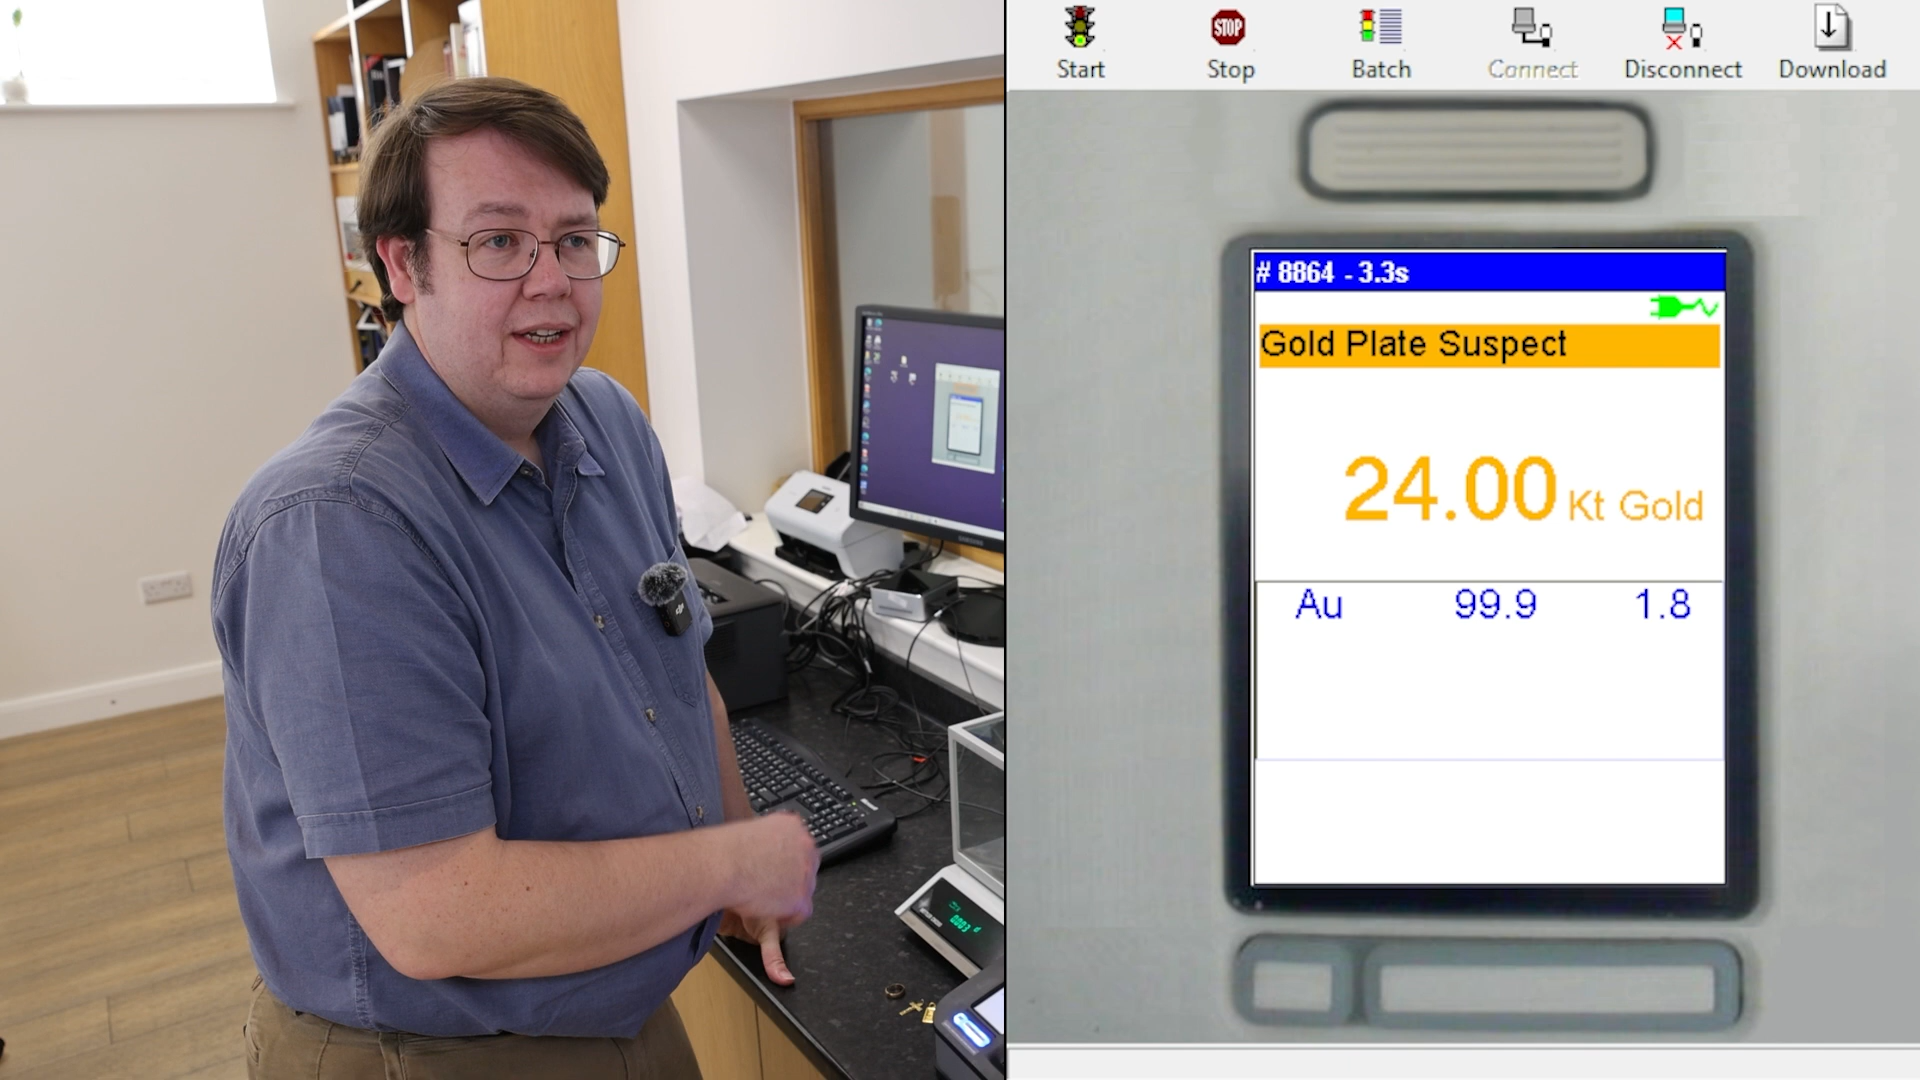 Start Stop Batch Connect Disconnect Download
STOP
# 8864 - 3.3s
Gold Plate Suspect
24.00 Kt Gold
Au 99.9 1.8